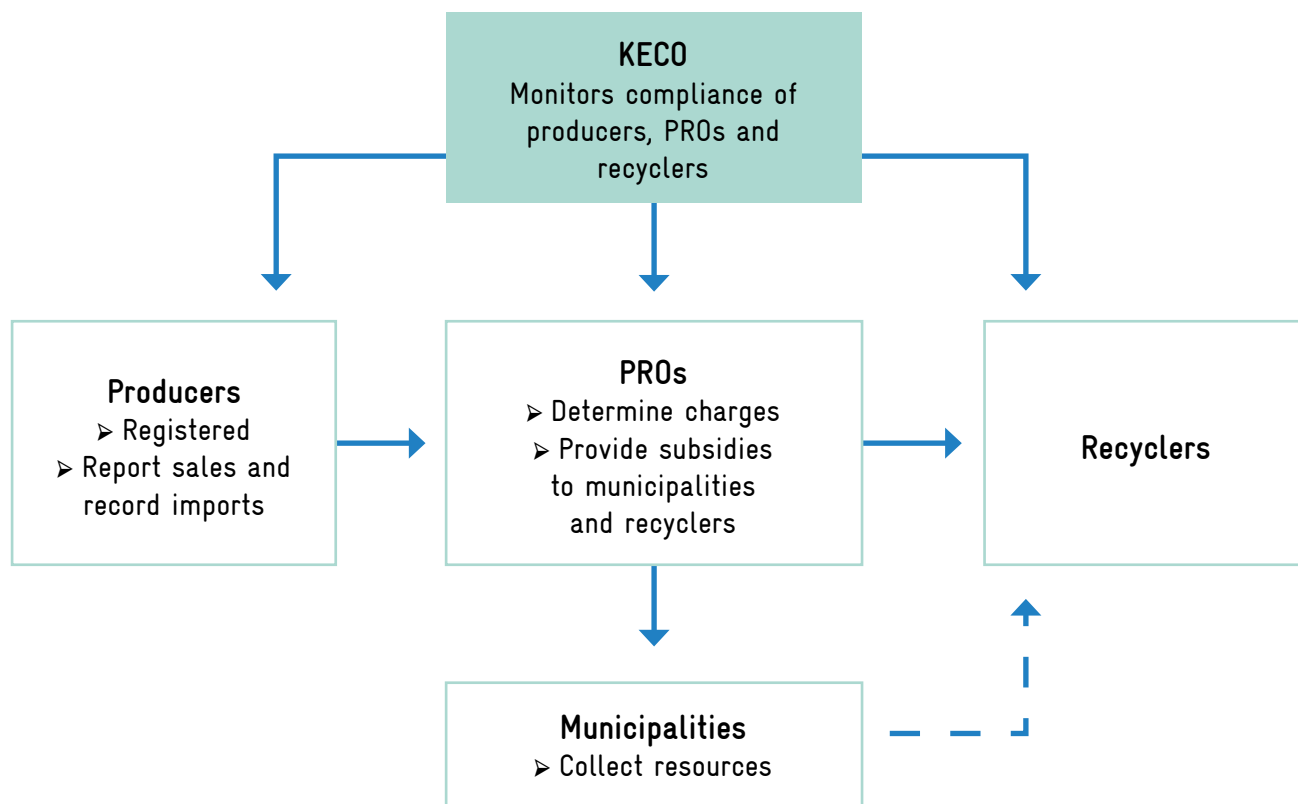 KECO
Monitors compliance of
producers, PROs and
recyclers
Producers
➢ Registered
➢ Report sales and
record imports
PROs
➢ Determine charges
➢ Provide subsidies
to municipalities
and recyclers
Recyclers
Municipalities
➢ Collect resources